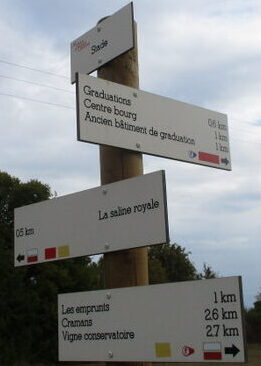 Stade
Graduations 0.6 km
Centre bourg 1 km
Ancien bâtiment de graduation 1 km
La saline royale
0.5 km
Les emprunts 1 km
Cramans 2.6 km
Vigne conservatoire 2.7 km